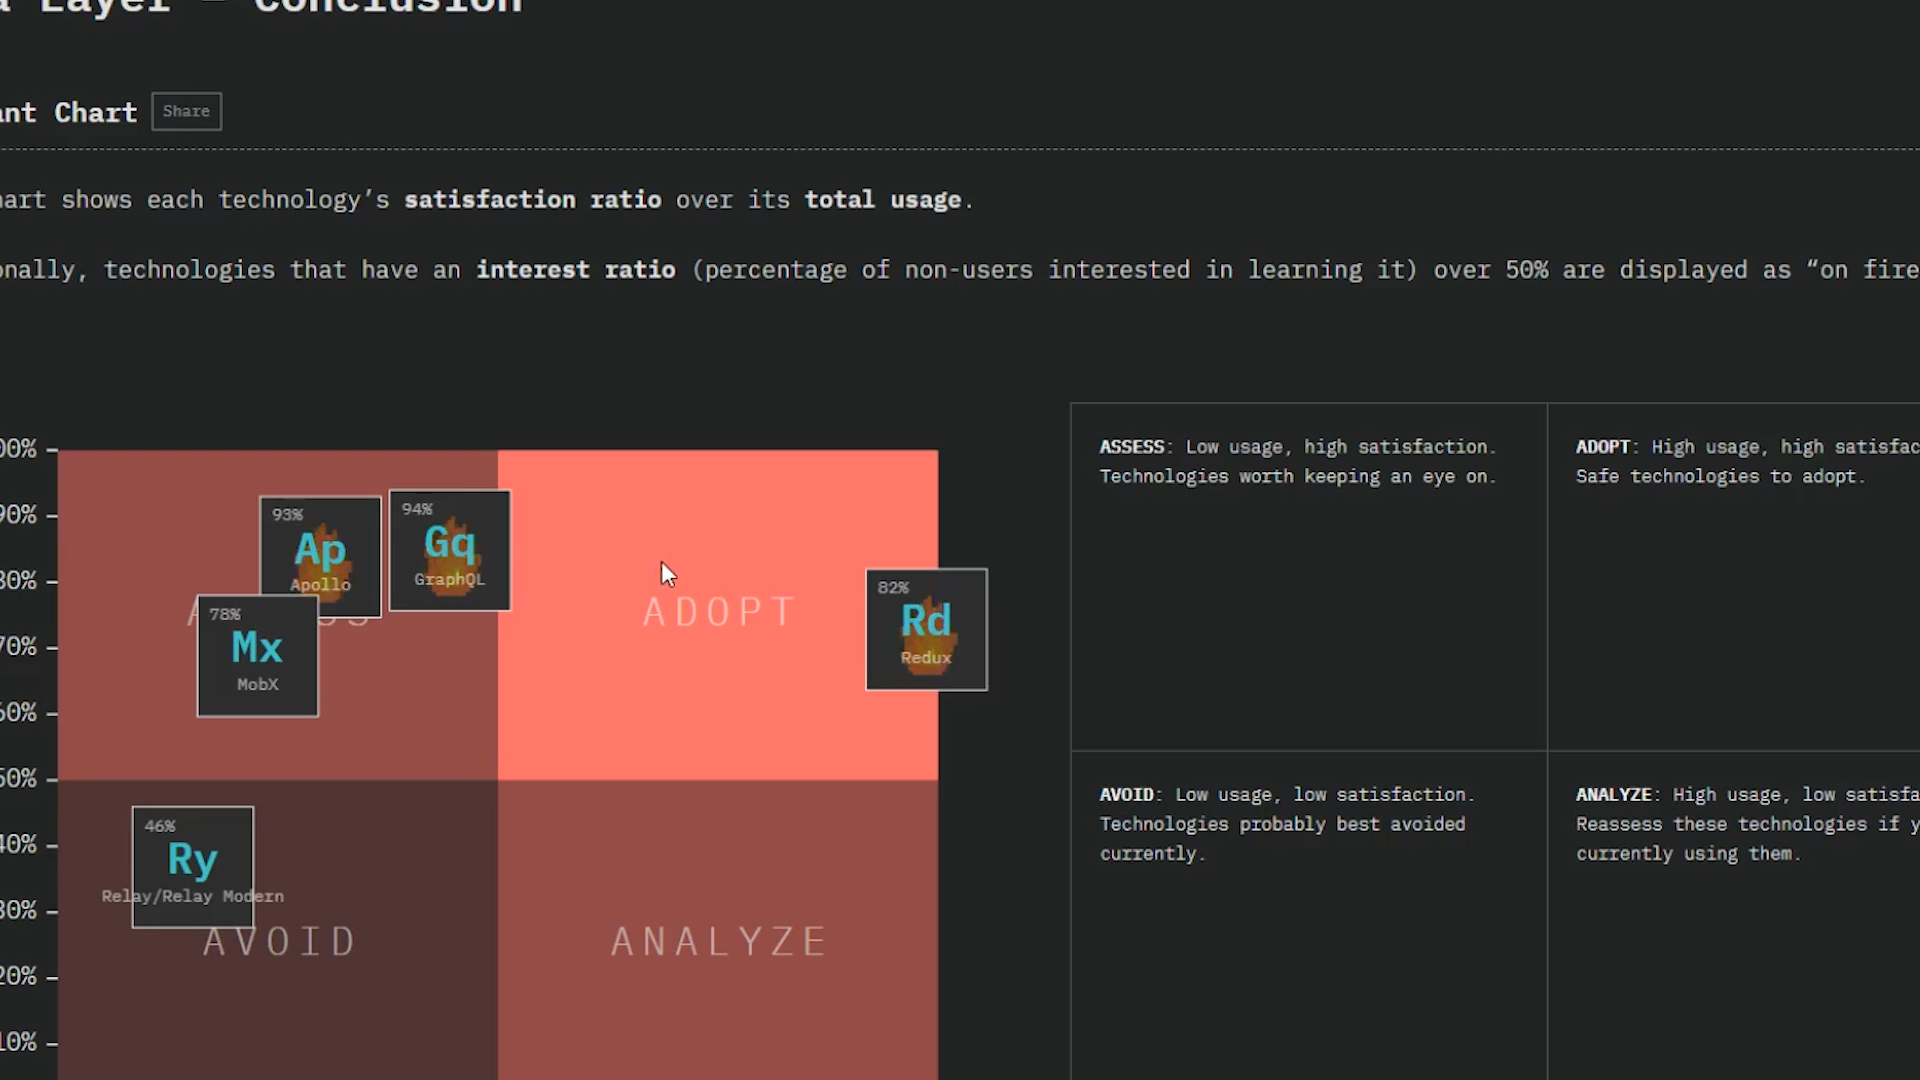 a Layer – Conclusion
ant Chart
Share
hart shows each technology’s satisfaction ratio over its total usage.
onally, technologies that have an interest ratio (percentage of non-users interested in learning it) over 50% are displayed as “on fire
00%
90%
80%
70%
60%
50%
40%
30%
20%
10%
93%
Ap
Apollo
94%
Gq
GraphQL
78%
Mx
MobX
ADOPT
82%
Rd
Redux
46%
Ry
Relay/Relay Modern
AVOID
ANALYZE
ASSESS: Low usage, high satisfaction.
Technologies worth keeping an eye on.
ADOPT: High usage, high satisfac
Safe technologies to adopt.
AVOID: Low usage, low satisfaction.
Technologies probably best avoided
currently.
ANALYZE: High usage, low satisfa
Reassess these technologies if y
currently using them.